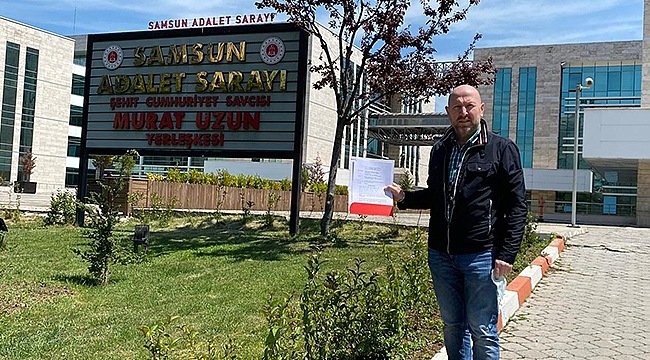 SAMSUN ADALET SARAYI
SAMSUN
ADALET SARAYI
ŞEHİT CUMHURİYET SAVCISI
MURAT UZUN
YERLEŞKESİ